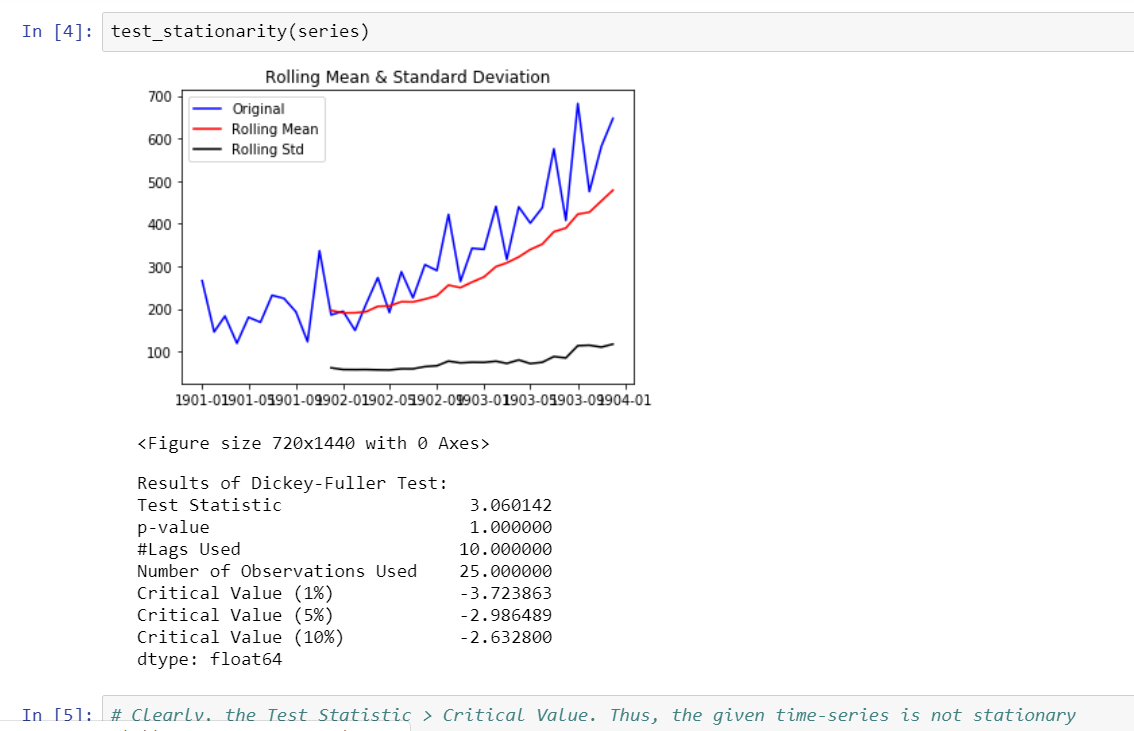 In [4]: test_stationarity(series)
Rolling Mean & Standard Deviation
700
600
500
400
300
200
100
Original
Rolling Mean
Rolling Std
1901-01 1901-05 1901-09 1902-01 1902-05 1902-09 1903-01 1903-05 1903-09 1904-01
<Figure size 720x1440 with 0 Axes>
Results of Dickey-Fuller Test:
Test Statistic 3.060142
p-value 1.000000
#Lags Used 10.000000
Number of Observations Used 25.000000
Critical Value (1%) -3.723863
Critical Value (5%) -2.986489
Critical Value (10%) -2.632800
dtype: float64
In [5]: # Clearly, the Test Statistic > Critical Value. Thus, the given time-series is not stationary